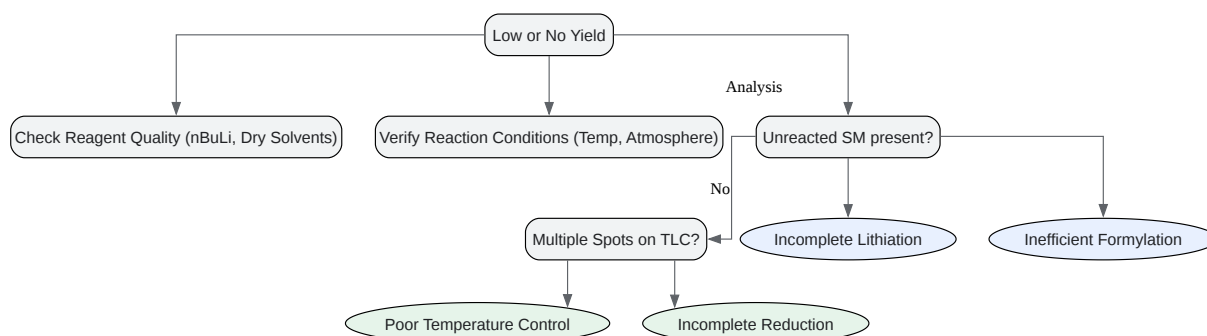 Low or No Yield
Analysis
Check Reagent Quality (nBuLi, Dry Solvents)
Verify Reaction Conditions (Temp, Atmosphere)
Unreacted SM present?
No
Multiple Spots on TLC?
Incomplete Lithiation
Inefficient Formylation
Poor Temperature Control
Incomplete Reduction